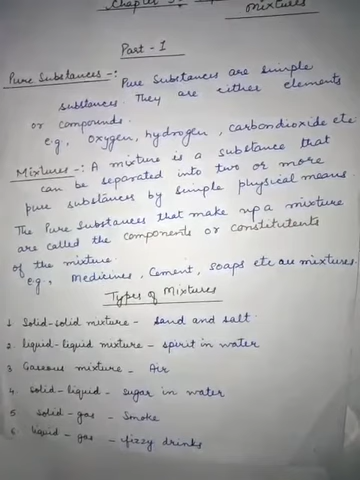 Chapter 3:
Mixtures
Part - I
Pure Substances -: Pure Substances are simple
substances. They are either elements
or compounds.
e.g, Oxygen, hydrogen, carbondioxide etc
Mixtures -: A mixture is a substance that
can be separated into two or more
pure substances by simple physical means.
The Pure Substances that make up a mixture
are called the components or constitutents
of the mixture.
e.g., Medicines, Cement, Soaps etc are mixtures.
Types of Mixtures
1. Solid-solid mixture - Sand and salt.
2. liquid-liquid mixture - spirit in water
3 Gaseous mixture - Air
4. solid-liquid - sugar in water
5 solid-gas - Smoke
6 liquid-gas - fizzy drinks